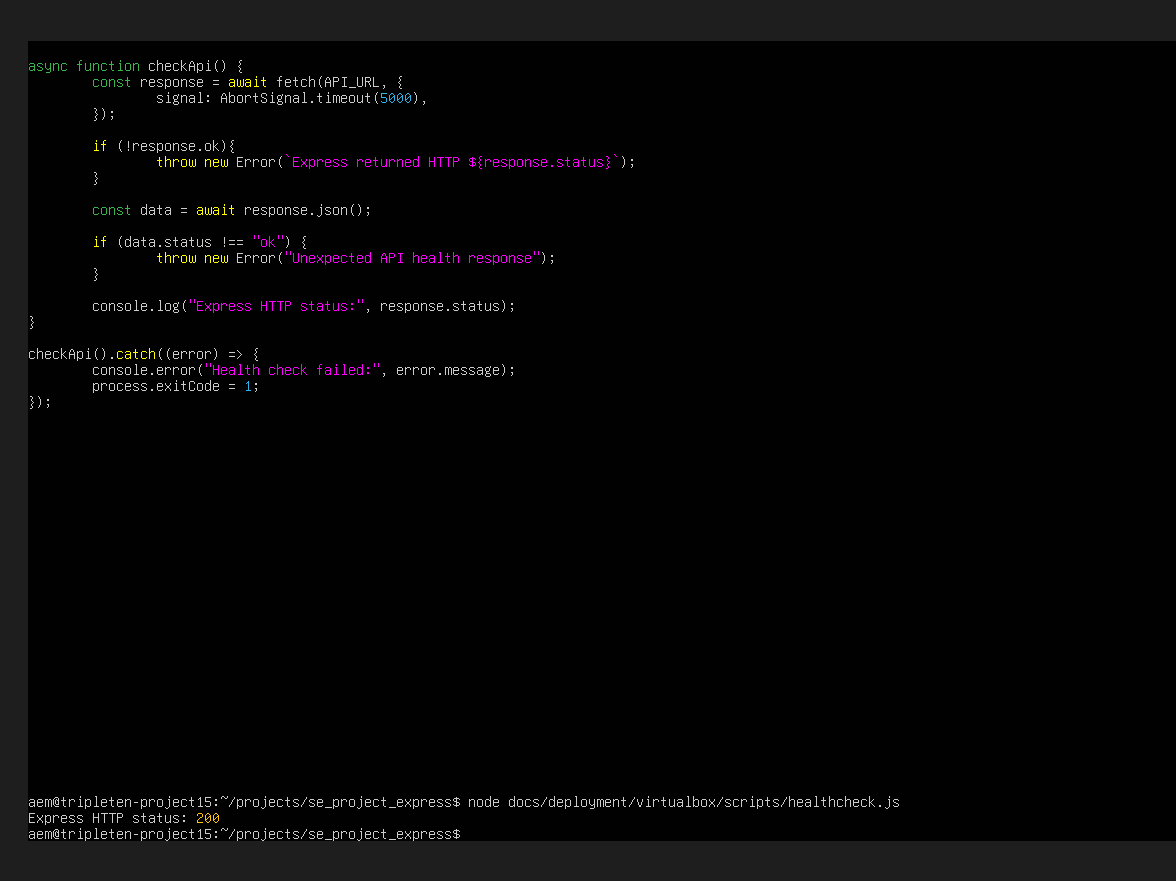 async function checkApi() {
        const response = await fetch(API_URL, {
                signal: AbortSignal.timeout(5000),
        });

        if (!response.ok){
                throw new Error(`Express returned HTTP ${response.status}`);
        }

        const data = await response.json();

        if (data.status !== "ok") {
                throw new Error("Unexpected API health response");
        }

        console.log("Express HTTP status:", response.status);
}

checkApi().catch((error) => {
        console.error("Health check failed:", error.message);
        process.exitCode = 1;
});

aem@tripleten-project15:~/projects/se_project_express$ node docs/deployment/virtualbox/scripts/healthcheck.js
Express HTTP status: 200
aem@tripleten-project15:~/projects/se_project_express$